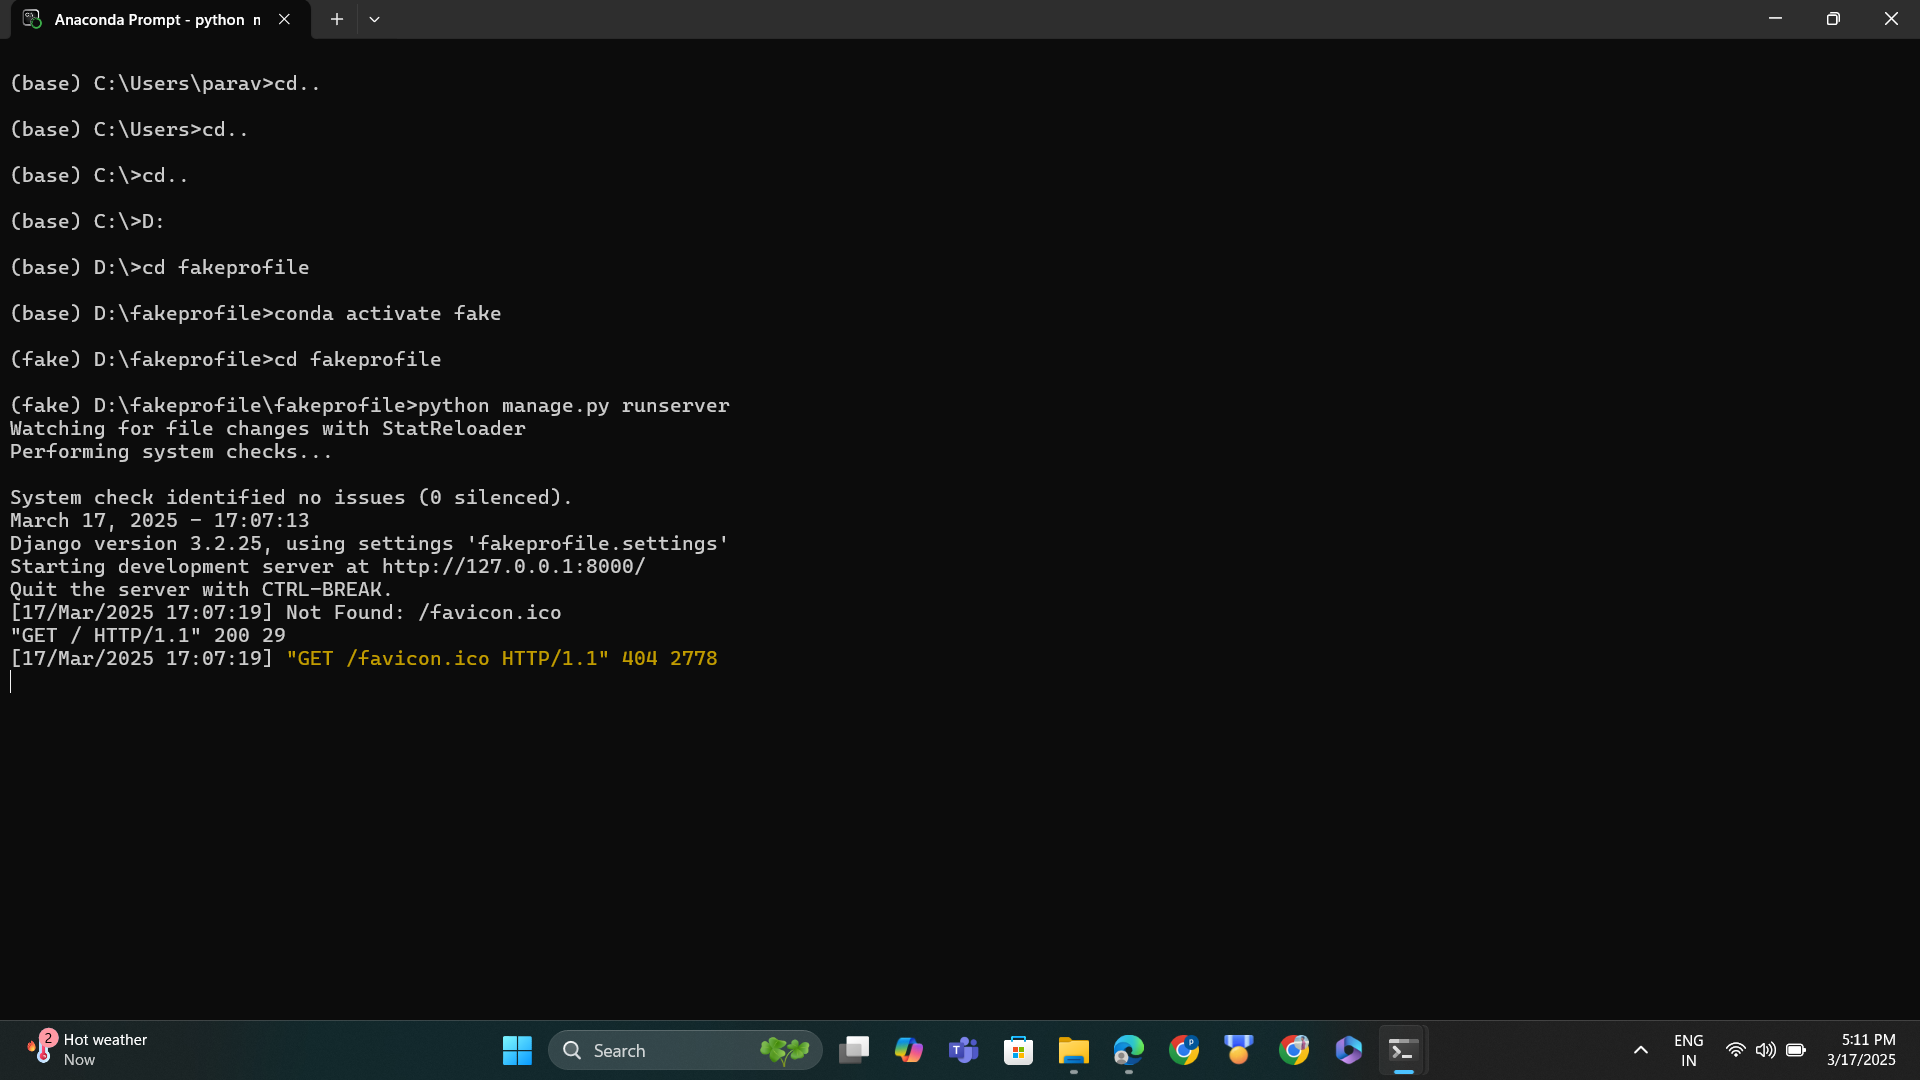 Anaconda Prompt - python
(base) C:\Users\parav>cd..
(base) C:\Users>cd..
(base) C:\>cd..
(base) C:\>D:
(base) D:\>cd fakeprofile
(base) D:\fakeprofile>conda activate fake
(fake) D:\fakeprofile>cd fakeprofile
(fake) D:\fakeprofile\fakeprofile>python manage.py runserver
Watching for file changes with StatReloader
Performing system checks...
System check identified no issues (0 silenced).
March 17, 2025 - 17:07:13
Django version 3.2.25, using settings 'fakeprofile.settings'
Starting development server at http://127.0.0.1:8000/
Quit the server with CTRL-BREAK.
[17/Mar/2025 17:07:19] Not Found: /favicon.ico
"GET / HTTP/1.1" 200 29
[17/Mar/2025 17:07:19] "GET /favicon.ico HTTP/1.1" 404 2778
2
Hot weather
Now
Search
ENG
IN
5:11 PM
3/17/2025